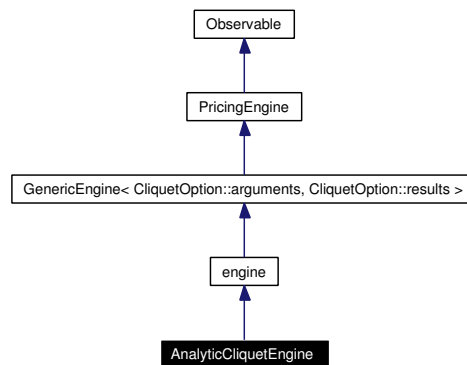 Observable
PricingEngine
GenericEngine< CliquetOption::arguments, CliquetOption::results >
engine
AnalyticCliquetEngine